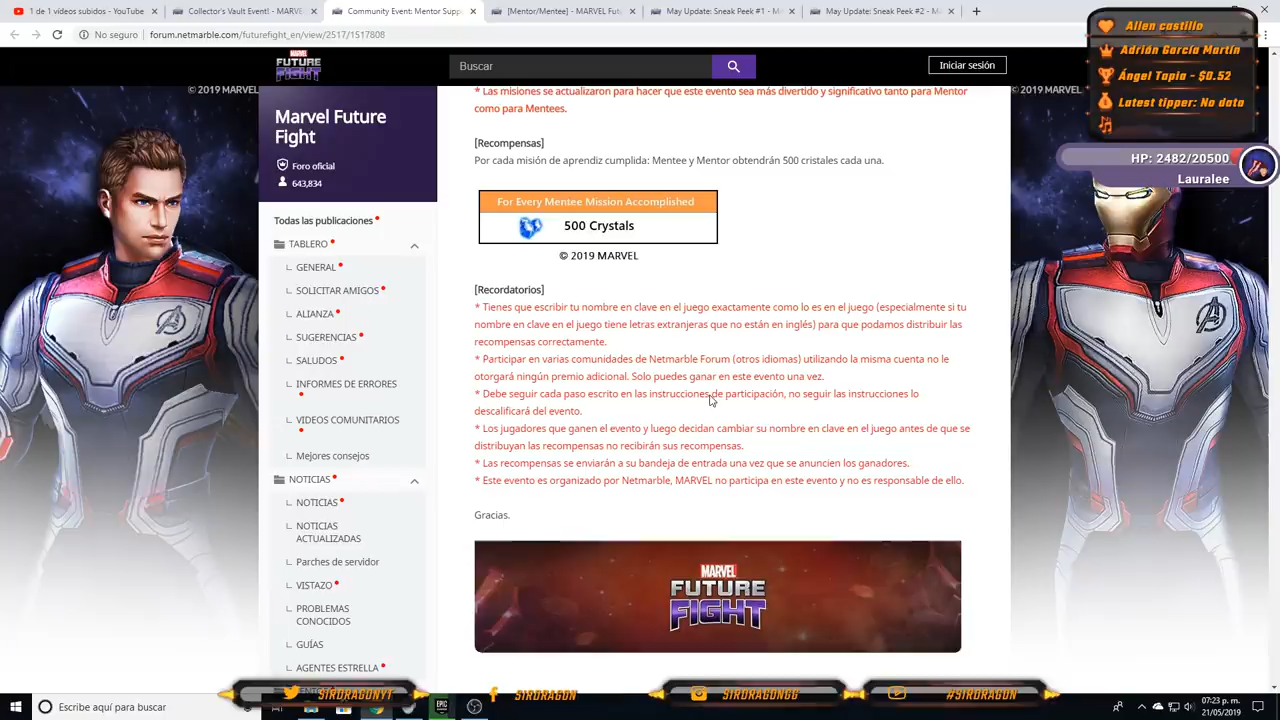 1 de 1 vídeos subidos - YouTube
Collector's Vault Event! - MARVEL
Community Event: Mentor Supp
[Mentor/Mentee] - MARVEL Fut
May Update: Sneak Peek #1 - M
May Update: Sneak Peek #2 - M
No seguro | forum.netmarble.com/futurefight_en/view/2517/1517808
MARVEL
FUTURE
FIGHT
Buscar
Iniciar sesión
Allen castillo
Adrián García Martín
Ángel Tapia - $0.52
Latest tipper: No data
HP: 2482/20500
Lauralee
© 2019 MARVEL
© 2019 MARVEL
Marvel Future
Fight
Foro oficial
643,834
Todas las publicaciones
TABLERO
GENERAL
SOLICITAR AMIGOS
ALIANZA
SUGERENCIAS
SALUDOS
INFORMES DE ERRORES
VIDEOS COMUNITARIOS
Mejores consejos
NOTICIAS
NOTICIAS
NOTICIAS
ACTUALIZADAS
Parches de servidor
VISTAZO
PROBLEMAS
CONOCIDOS
GUÍAS
AGENTES ESTRELLA
* Las misiones se actualizaron para hacer que este evento sea más divertido y significativo tanto para Mentor
como para Mentees.
[Recompensas]
Por cada misión de aprendiz cumplida: Mentee y Mentor obtendrán 500 cristales cada una.
For Every Mentee Mission Accomplished
500 Crystals
© 2019 MARVEL
[Recordatorios]
* Tienes que escribir tu nombre en clave en el juego exactamente como lo es en el juego (especialmente si tu
nombre en clave en el juego tiene letras extranjeras que no están en inglés) para que podamos distribuir las
recompensas correctamente.
* Participar en varias comunidades de Netmarble Forum (otros idiomas) utilizando la misma cuenta no le
otorgará ningún premio adicional. Solo puedes ganar en este evento una vez.
* Debe seguir cada paso escrito en las instrucciones de participación, no seguir las instrucciones lo
descalificará del evento.
* Los jugadores que ganen el evento y luego decidan cambiar su nombre en clave en el juego antes de que se
distribuyan las recompensas no recibirán sus recompensas.
* Las recompensas se enviarán a su bandeja de entrada una vez que se anuncien los ganadores.
* Este evento es organizado por Netmarble, MARVEL no participa en este evento y no es responsable de ello.
Gracias.
MARVEL
FUTURE
FIGHT
SIRDRAGONYT
SIRDRAGON
SIRDRAGONGG
#SIRDRAGON
Escribe aquí para buscar
EPIC
07:23 p. m.
21/05/2019